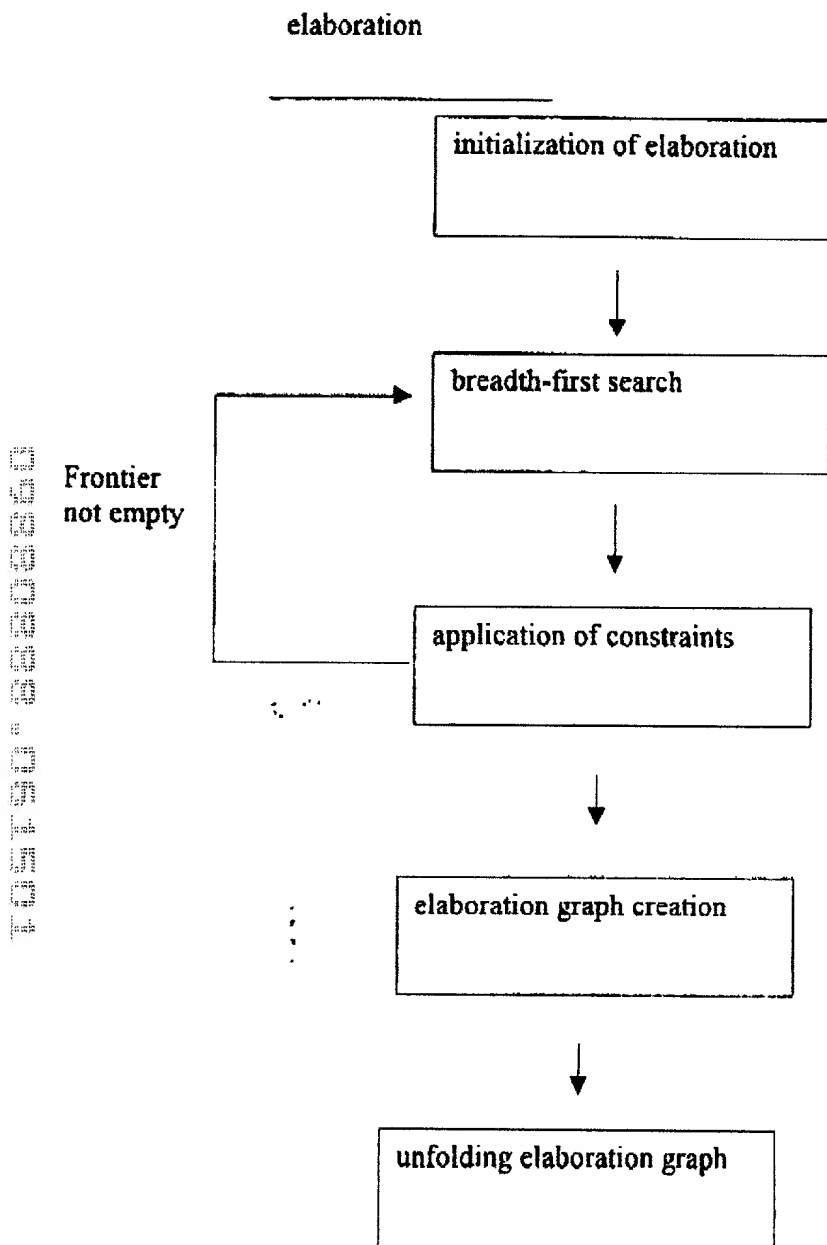 elaboration
initialization of elaboration
breadth-first search
Frontier
not empty
application of constraints
elaboration graph creation
unfolding elaboration graph